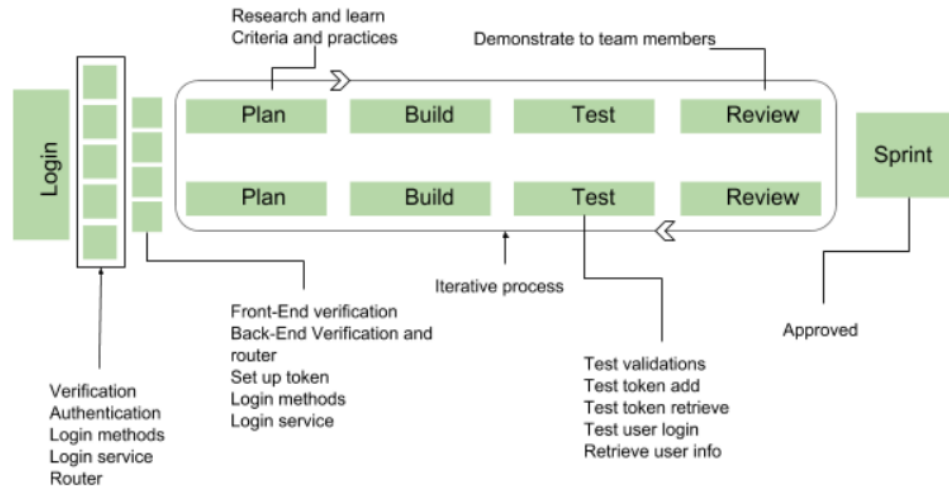 Research and learn
Criteria and practices
Demonstrate to team members
Login
Plan
Build
Test
Review
Sprint
Plan
Build
Test
Review
Iterative process
Front-End verification
Back-End Verification and
router
Set up token
Login methods
Login service
Approved
Test validations
Test token add
Test token retrieve
Test user login
Retrieve user info
Verification
Authentication
Login methods
Login service
Router